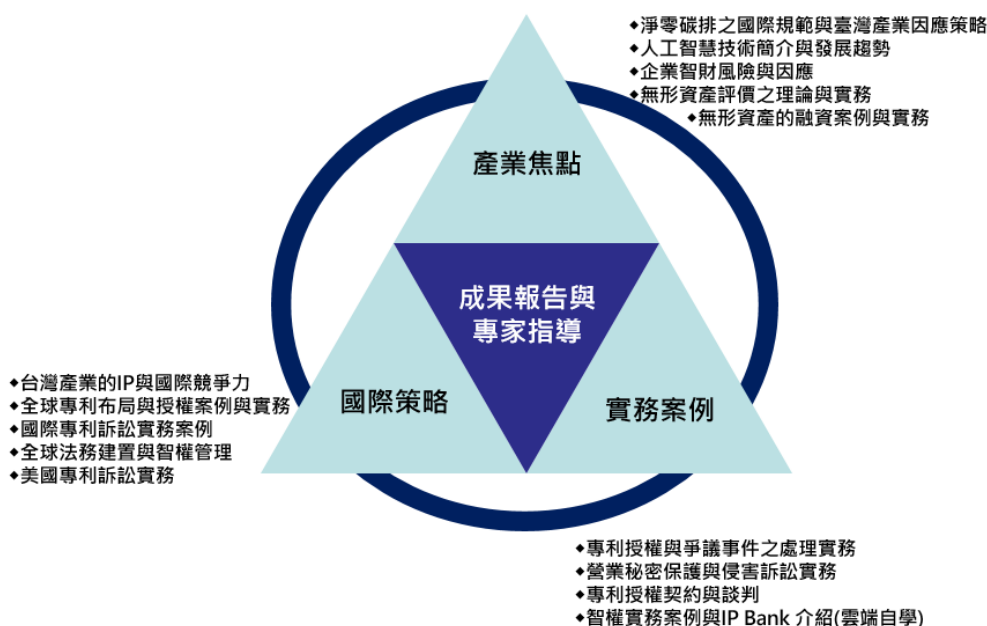 ◆淨零碳排之國際規範與臺灣產業因應策略
◆人工智慧技術簡介與發展趨勢
◆企業智財風險與因應
◆無形資產評價之理論與實務
◆無形資產的融資案例與實務
產業焦點
成果報告與
專家指導
國際策略
實務案例
◆台灣產業的IP與國際競爭力
◆全球專利布局與授權案例與實務
◆國際專利訴訟實務案例
◆全球法務建置與智權管理
◆美國專利訴訟實務
◆專利授權與爭議事件之處理實務
◆營業秘密保護與侵害訴訟實務
◆專利授權契約與談判
◆智權實務案例與IP Bank 介紹(雲端自學)